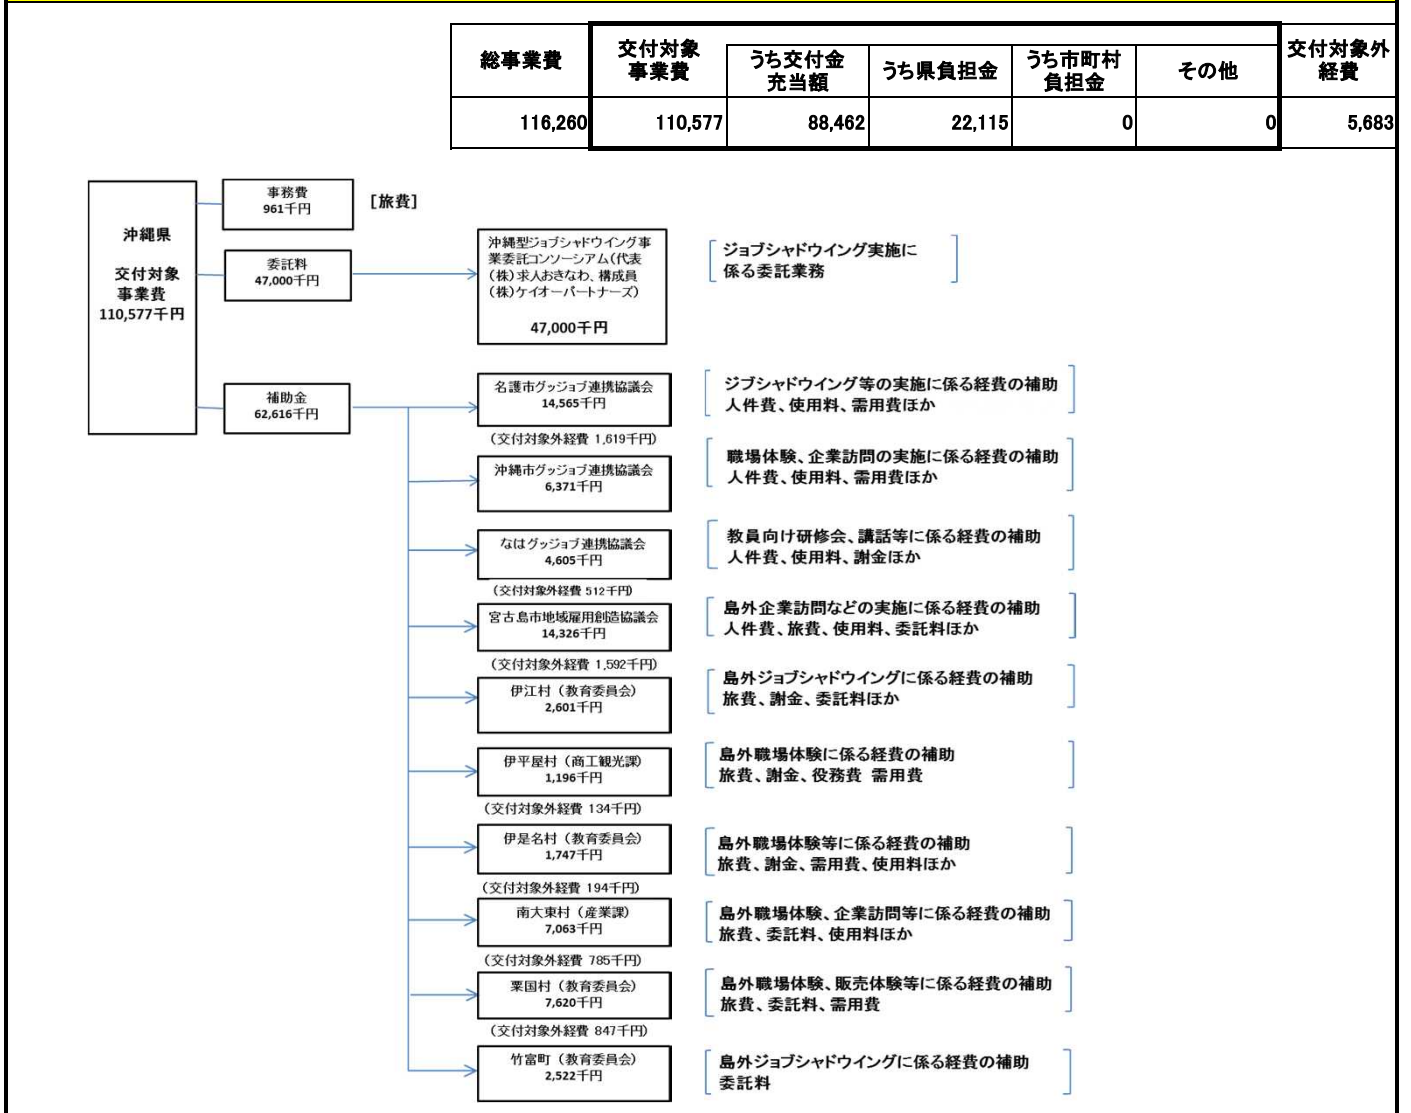 総事業費
交付対象
事業費
うち交付金
充当額
うち県負担金
うち市町村
負担金
その他
交付対象外
経費
116,260 110,577 88,462 22,115 0 0 5,683
沖縄県
交付対象
事業費
110,577千円
事務費
961千円
［旅費］
委託料
47,000千円
沖縄型ジョブシャドウイング事
業委託コンソーシアム(代表
(株)求人おきなわ、構成員
(株)ケイオーパートナーズ)
47,000千円
ジョブシャドウイング実施に
係る委託業務
補助金
62,616千円
名護市グッジョブ連携協議会
14,565千円
(交付対象外経費 1,619千円)
ジブシャドウイング等の実施に係る経費の補助
人件費、使用料、需用費ほか
沖縄市グッジョブ連携協議会
6,371千円
職場体験、企業訪問の実施に係る経費の補助
人件費、使用料、需用費ほか
なはグッジョブ連携協議会
4,605千円
(交付対象外経費 512千円)
教員向け研修会、講話等に係る経費の補助
人件費、使用料、謝金ほか
宮古島市地域雇用創造協議会
14,326千円
(交付対象外経費 1,592千円)
島外企業訪問などの実施に係る経費の補助
人件費、旅費、使用料、委託料ほか
伊江村（教育委員会)
2,601千円
島外ジョブシャドウイングに係る経費の補助
旅費、謝金、委託料ほか
伊平屋村（商工観光課)
1,196千円
(交付対象外経費 134千円)
島外職場体験に係る経費の補助
旅費、謝金、役務費 需用費
伊是名村（教育委員会)
1,747千円
(交付対象外経費 194千円)
島外職場体験等に係る経費の補助
旅費、謝金、需用費、使用料ほか
南大東村（産業課)
7,063千円
(交付対象外経費 785千円)
島外職場体験、企業訪問等に係る経費の補助
旅費、委託料、使用料ほか
粟国村（教育委員会)
7,620千円
(交付対象外経費 847千円)
島外職場体験、販売体験等に係る経費の補助
旅費、委託料、需用費
竹富町（教育委員会)
2,522千円
島外ジョブシャドウイングに係る経費の補助
委託料